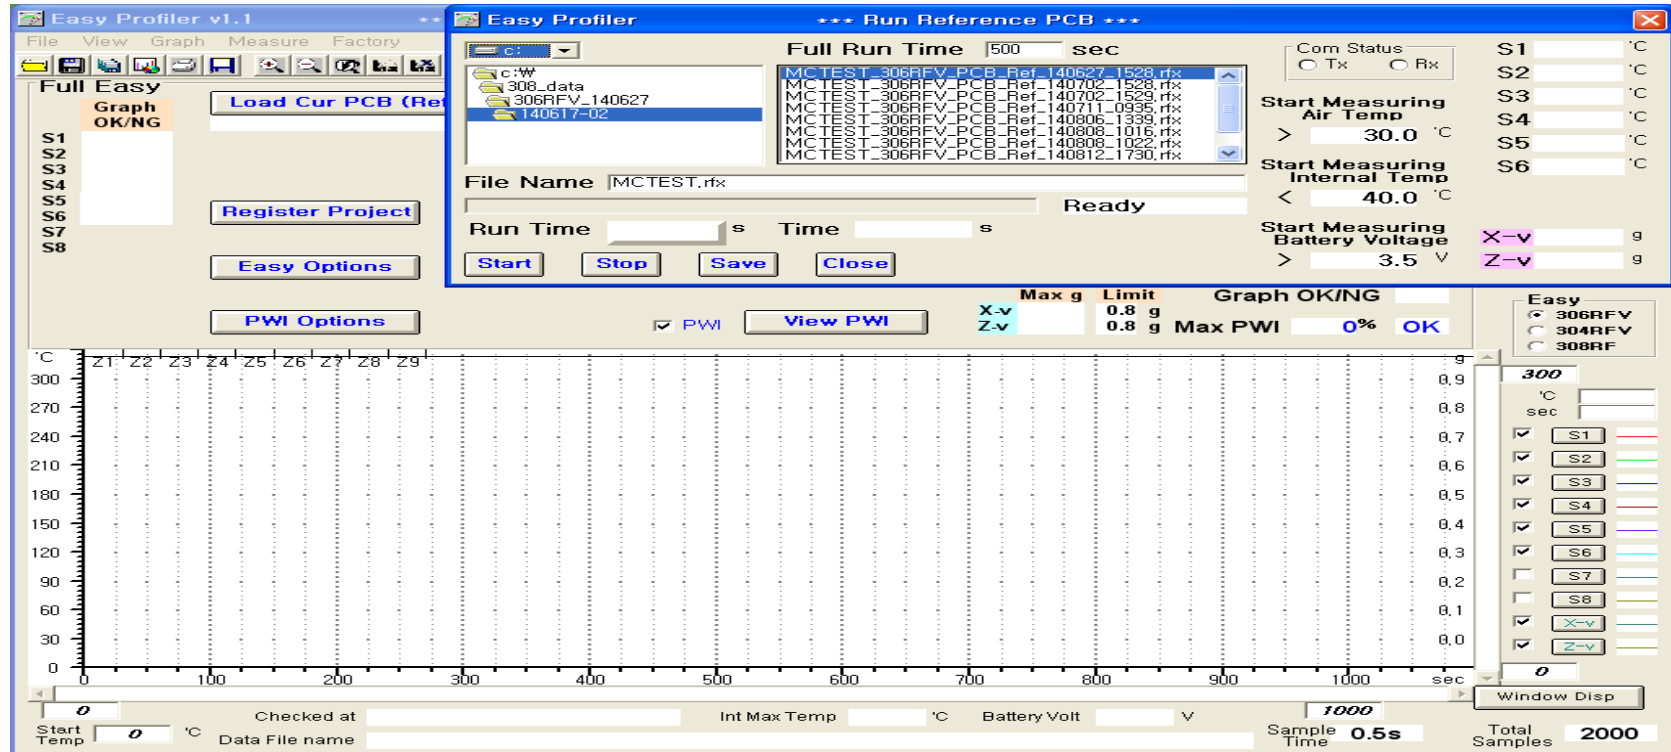 Easy Profiler v1.1
File View Graph Measure Factory
Easy Profiler *** Run Reference PCB ***
c:
Full Run Time 500 sec
c:₩
308_data
306RFV_140627
140617-02
MCTEST_306RFV_PCB_Ref_140627_1528.rfx
MCTEST_306RFV_PCB_Ref_140702_1528.rfx
MCTEST_306RFV_PCB_Ref_140702_1529.rfx
MCTEST_306RFV_PCB_Ref_140711_0935.rfx
MCTEST_306RFV_PCB_Ref_140806_1339.rfx
MCTEST_306RFV_PCB_Ref_140808_1016.rfx
MCTEST_306RFV_PCB_Ref_140808_1022.rfx
MCTEST_306RFV_PCB_Ref_140812_1730.rfx
File Name MCTEST.rfx
Ready
Run Time s Time s
Start Stop Save Close
Com Status
Tx Rx
Start Measuring
Air Temp
> 30.0 'C
Start Measuring
Internal Temp
< 40.0 'C
Start Measuring
Battery Voltage
> 3.5 V
S1 'C
S2 'C
S3 'C
S4 'C
S5 'C
S6 'C
X-v g
Z-v g
Full Easy
Graph
OK/NG
S1
S2
S3
S4
S5
S6
S7
S8
Load Cur PCB (Ref
Register Project
Easy Options
PWI Options
PWI
View PWI
Max g Limit
X-v 0.8 g
Z-v 0.8 g
Graph OK/NG
Max PWI 0% OK
Easy
306RFV
304RFV
308RF
'C Z1 Z2 Z3 Z4 Z5 Z6 Z7 Z8 Z9 g
300 0.9
270 0.8
240 0.7
210 0.6
180 0.5
150 0.4
120 0.3
90 0.2
60 0.1
30 0.0
0
0 100 200 300 400 500 600 700 800 900 1000 sec
300
'C
sec
S1
S2
S3
S4
S5
S6
S7
S8
X-v
Z-v
0
Window Disp
0 1000
Checked at Int Max Temp 'C Battery Volt V
Start
Temp 0 'C
Data File name
Sample
Time 0.5s
Total
Samples 2000